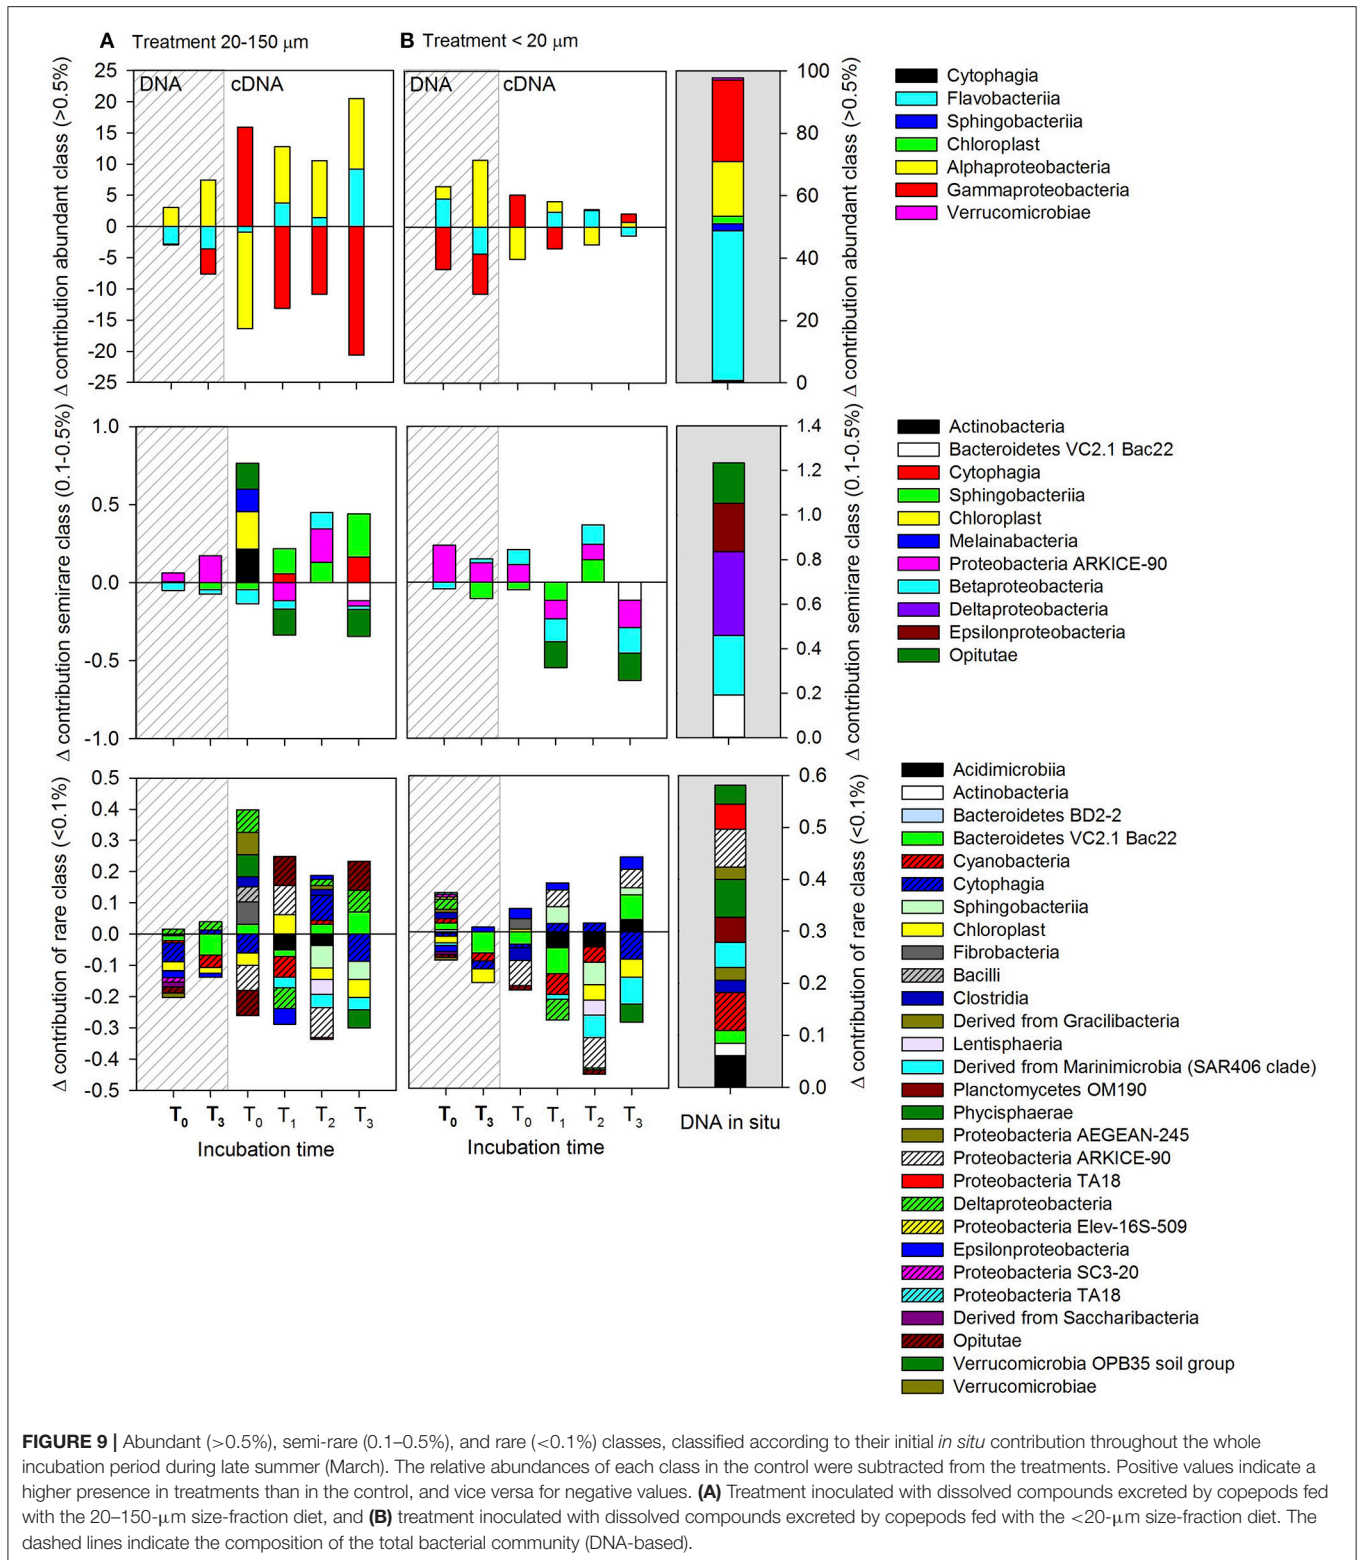 A Treatment 20-150 µm
B Treatment < 20 µm
Δ contribution abundant class (>0.5%)
25
20
15
10
5
0
-5
-10
-15
-20
-25
DNA
cDNA
DNA
cDNA
100
80
60
40
20
0
Δ contribution abundant class (>0.5%)
Cytophagia
Flavobacteriia
Sphingobacteriia
Chloroplast
Alphaproteobacteria
Gammaproteobacteria
Verrucomicrobiae
Δ contribution semirare class (0.1-0.5%)
1.0
0.5
0.0
-0.5
-1.0
1.4
1.2
1.0
0.8
0.6
0.4
0.2
0.0
Δ contribution semirare class (0.1-0.5%)
Actinobacteria
Bacteroidetes VC2.1 Bac22
Cytophagia
Sphingobacteriia
Chloroplast
Melainabacteria
Proteobacteria ARKICE-90
Betaproteobacteria
Deltaproteobacteria
Epsilonproteobacteria
Opitutae
Δ contribution of rare class (<0.1%)
0.5
0.4
0.3
0.2
0.1
0.0
-0.1
-0.2
-0.3
-0.4
-0.5
T0 T3 T0 T1 T2 T3
Incubation time
T0 T3 T0 T1 T2 T3
Incubation time
0.6
0.5
0.4
0.3
0.2
0.1
0.0
DNA in situ
Δ contribution of rare class (<0.1%)
Acidimicrobiia
Actinobacteria
Bacteroidetes BD2-2
Bacteroidetes VC2.1 Bac22
Cyanobacteria
Cytophagia
Sphingobacteriia
Chloroplast
Fibrobacteria
Bacilli
Clostridia
Derived from Gracilibacteria
Lentisphaeria
Derived from Marinimicrobia (SAR406 clade)
Planctomycetes OM190
Phycisphaerae
Proteobacteria AEGEAN-245
Proteobacteria ARKICE-90
Proteobacteria TA18
Deltaproteobacteria
Proteobacteria Elev-16S-509
Epsilonproteobacteria
Proteobacteria SC3-20
Proteobacteria TA18
Derived from Saccharibacteria
Opitutae
Verrucomicrobia OPB35 soil group
Verrucomicrobiae
FIGURE 9 | Abundant (>0.5%), semi-rare (0.1–0.5%), and rare (<0.1%) classes, classified according to their initial in situ contribution throughout the whole
incubation period during late summer (March). The relative abundances of each class in the control were subtracted from the treatments. Positive values indicate a
higher presence in treatments than in the control, and vice versa for negative values. (A) Treatment inoculated with dissolved compounds excreted by copepods fed
with the 20–150-µm size-fraction diet, and (B) treatment inoculated with dissolved compounds excreted by copepods fed with the <20-µm size-fraction diet. The
dashed lines indicate the composition of the total bacterial community (DNA-based).